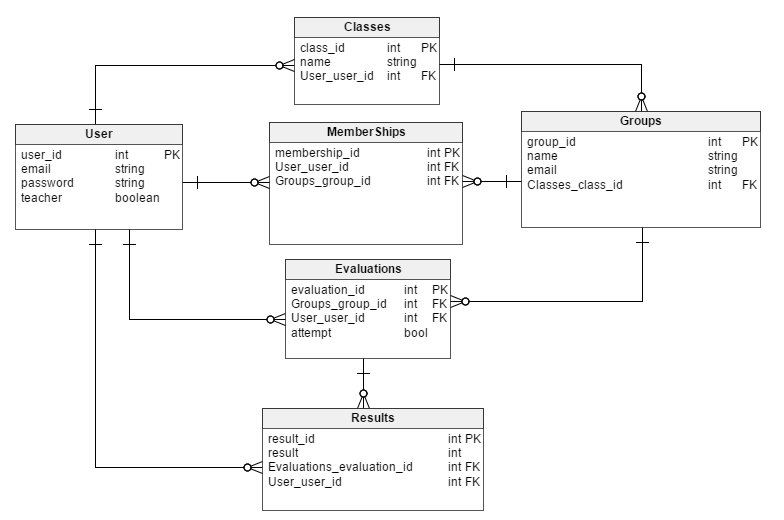 Classes
class_id int PK
name string
User_user_id int FK
User
user_id int PK
email string
password string
teacher boolean
MemberShips
membership_id int PK
User_user_id int FK
Groups_group_id int FK
Groups
group_id int PK
name string
email string
Classes_class_id int FK
Evaluations
evaluation_id int PK
Groups_group_id int FK
User_user_id int FK
attempt bool
Results
result_id int PK
result int
Evaluations_evaluation_id int FK
User_user_id int FK